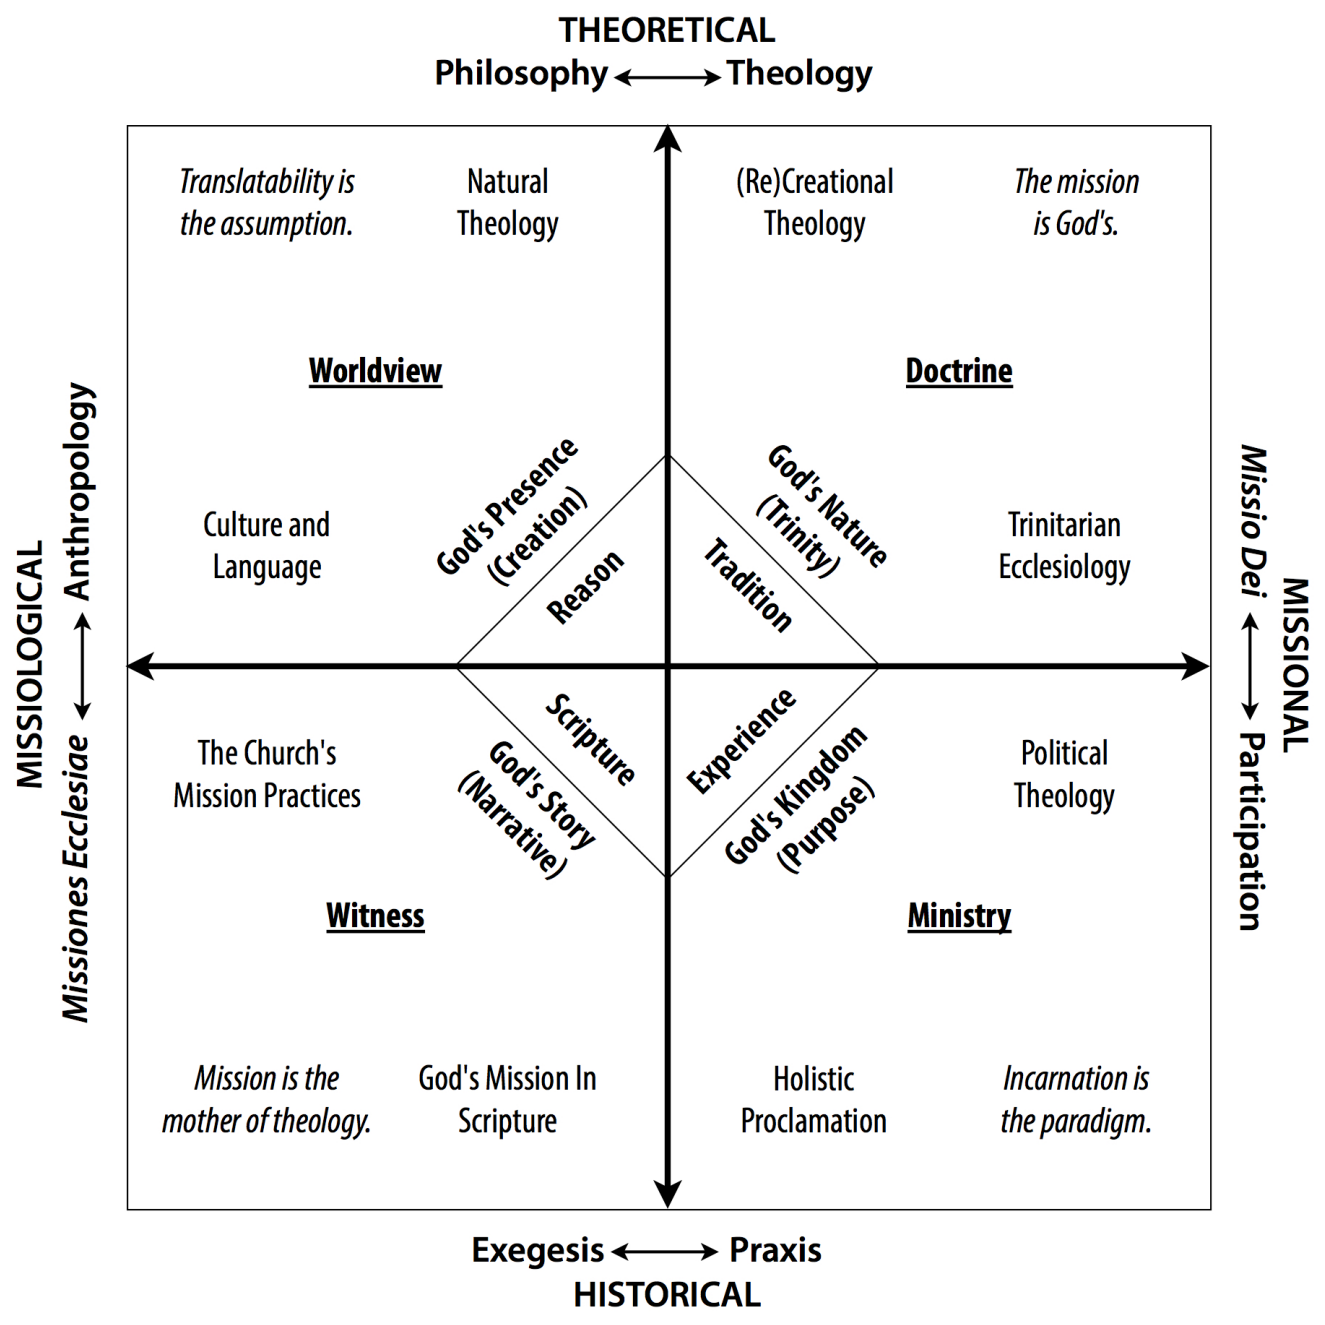 THEORETICAL
Philosophy Theology
Translatability is
the assumption.
Natural
Theology
(Re)Creational
Theology
The mission
is God's.
Worldview
Doctrine
Culture and
Language
God's Presence
(Creation)
Reason
God's Nature
(Trinity)
Tradition
Trinitarian
Ecclesiology
MISSIOLOGICAL
Missiones Ecclesiae Anthropology
MISSIONAL
Missio Dei Participation
The Church's
Mission Practices
Scripture
God's Story
(Narrative)
Experience
God's Kingdom
(Purpose)
Political
Theology
Witness
Ministry
Mission is the
mother of theology.
God's Mission In
Scripture
Holistic
Proclamation
Incarnation is
the paradigm.
Exegesis Praxis
HISTORICAL